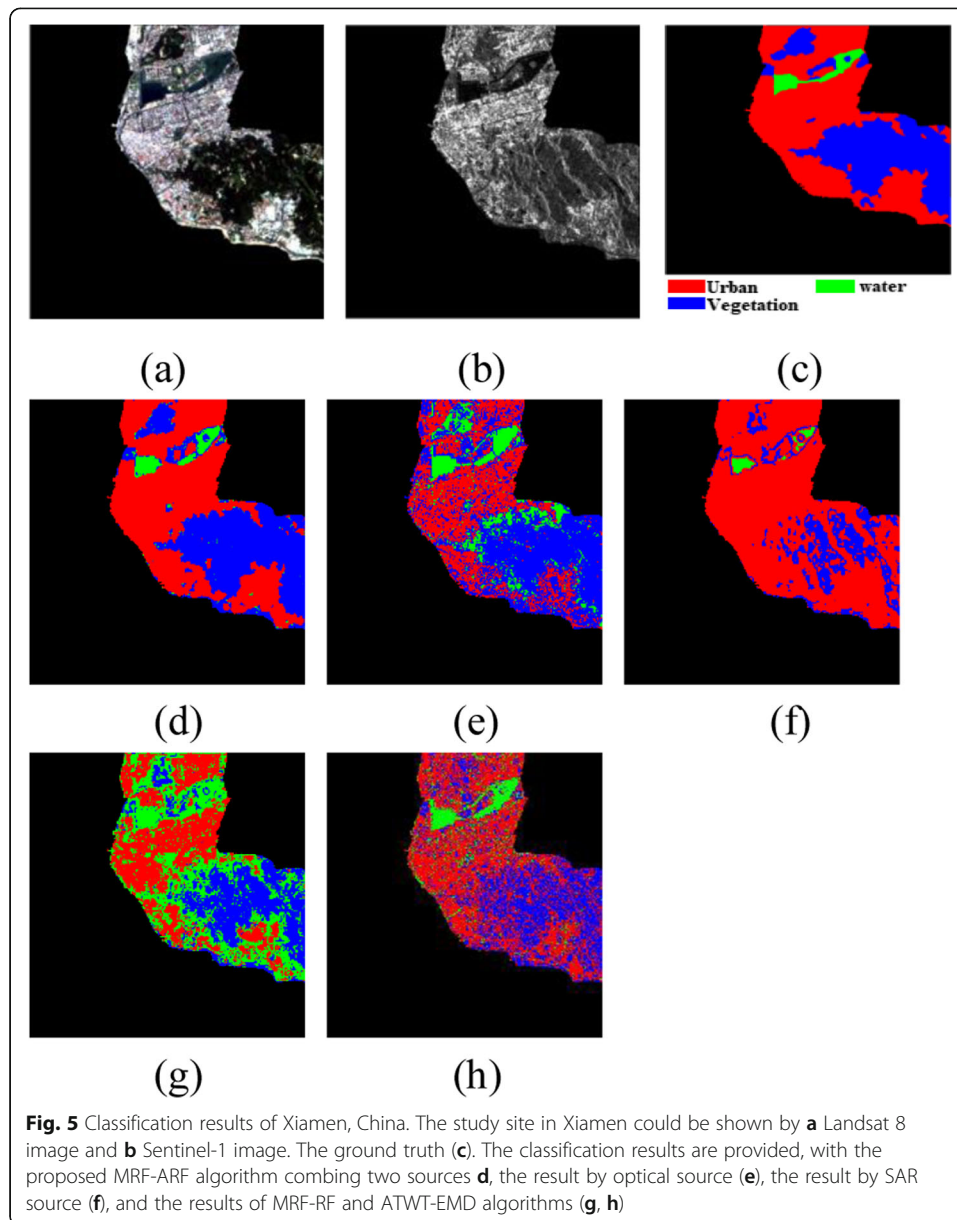 Urban
water
Vegetation
(a)
(b)
(c)
(d)
(e)
(f)
(g)
(h)
Fig. 5 Classification results of Xiamen, China. The study site in Xiamen could be shown by a Landsat 8
image and b Sentinel-1 image. The ground truth (c). The classification results are provided, with the
proposed MRF-ARF algorithm combing two sources d, the result by optical source (e), the result by SAR
source (f), and the results of MRF-RF and ATWT-EMD algorithms (g, h)